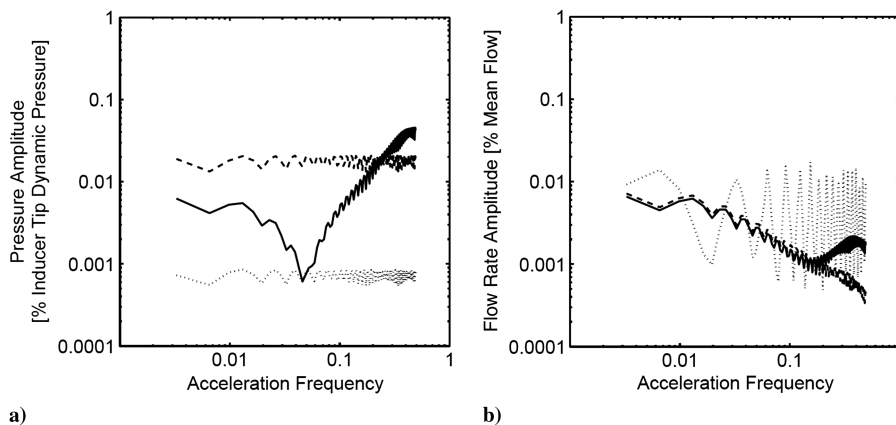 Pressure Amplitude
[% Inducer Tip Dynamic Pressure]
1
0.1
0.01
0.001
0.0001
0.01
0.1
1
Acceleration Frequency
a)
Flow Rate Amplitude [% Mean Flow]
1
0.1
0.01
0.001
0.0001
0.01
0.1
Acceleration Frequency
b)